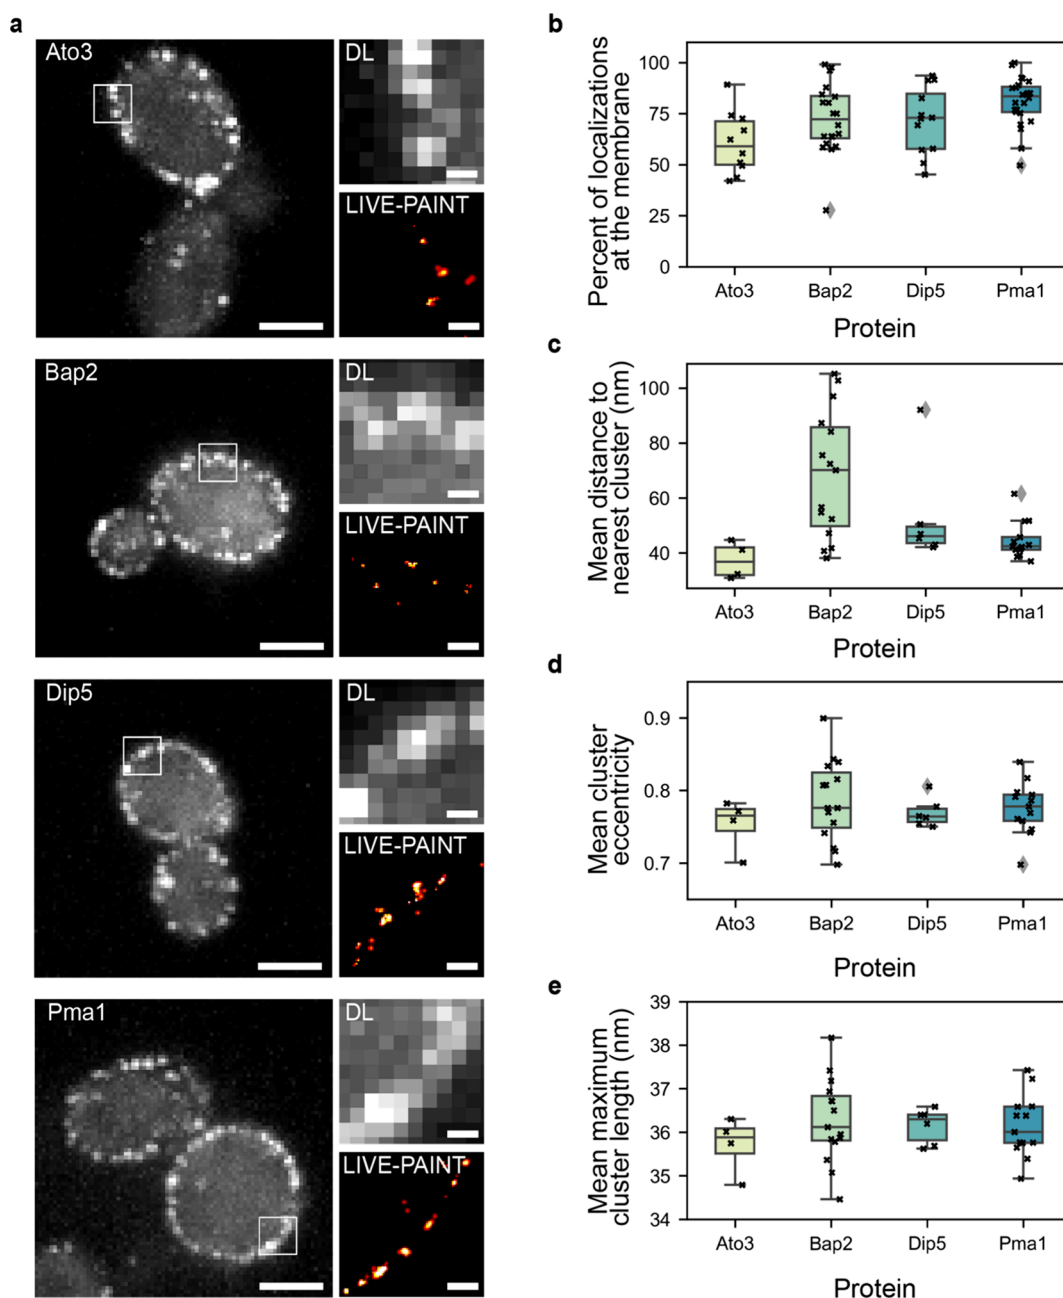 a
Ato3
DL
LIVE-PAINT
Bap2
DL
LIVE-PAINT
Dip5
DL
LIVE-PAINT
Pma1
DL
LIVE-PAINT
b
Percent of localizations
at the membrane
100
75
50
25
0
Ato3 Bap2 Dip5 Pma1
Protein
c
Mean distance to
nearest cluster (nm)
100
80
60
40
Ato3 Bap2 Dip5 Pma1
Protein
d
Mean cluster
eccentricity
0.9
0.8
0.7
Ato3 Bap2 Dip5 Pma1
Protein
e
Mean maximum
cluster length (nm)
39
38
37
36
35
34
Ato3 Bap2 Dip5 Pma1
Protein